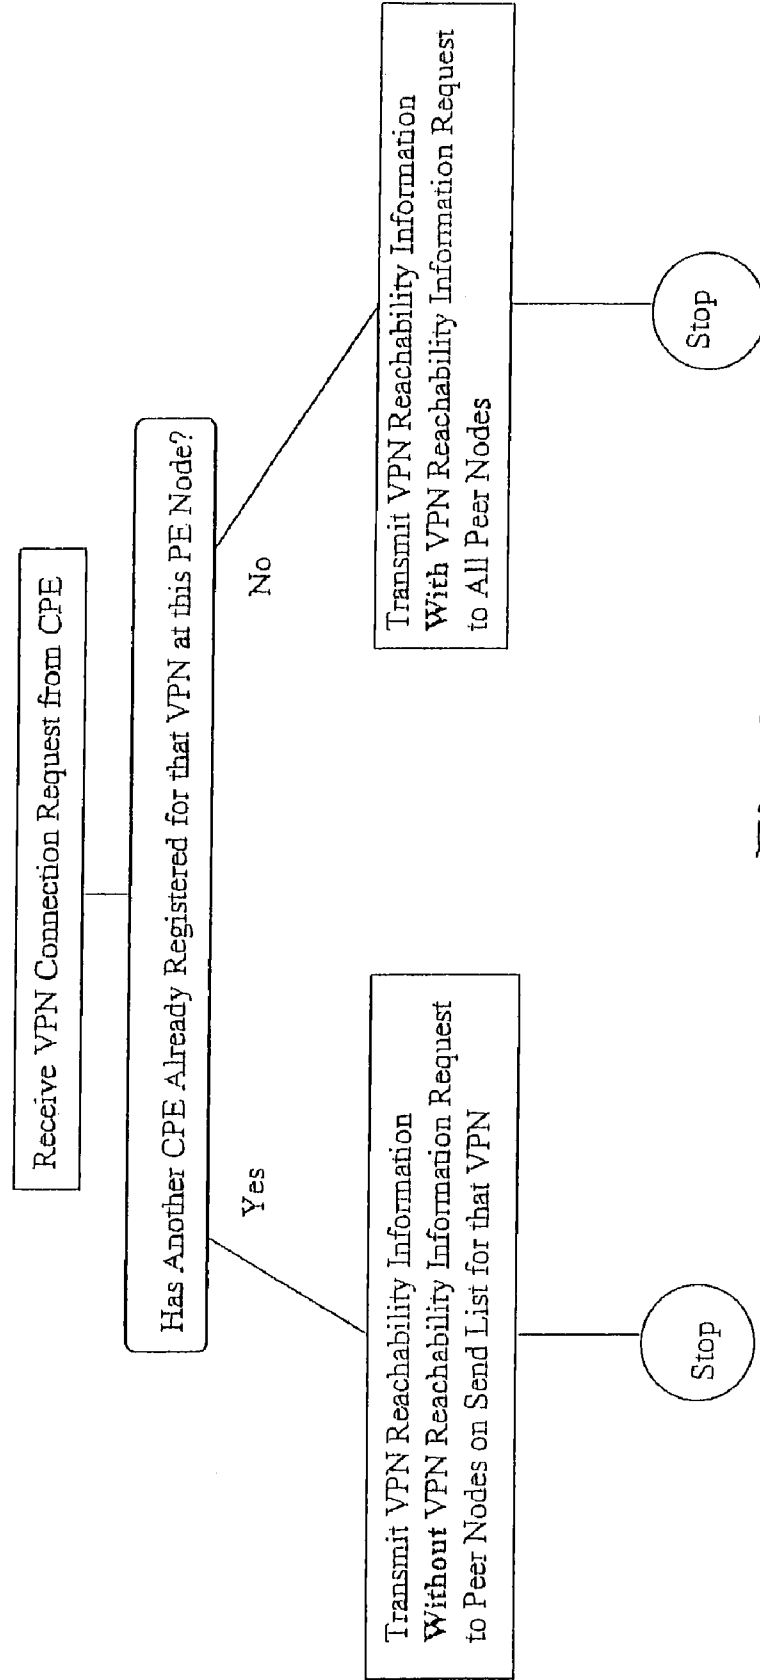 Receive VPN Connection Request from CPE
Has Another CPE Already Registered for that VPN at this PE Node?
Yes
No
Transmit VPN Reachability Information
Without VPN Reachability Information Request
to Peer Nodes on Send List for that VPN
Transmit VPN Reachability Information
With VPN Reachability Information Request
to All Peer Nodes
Stop
Stop